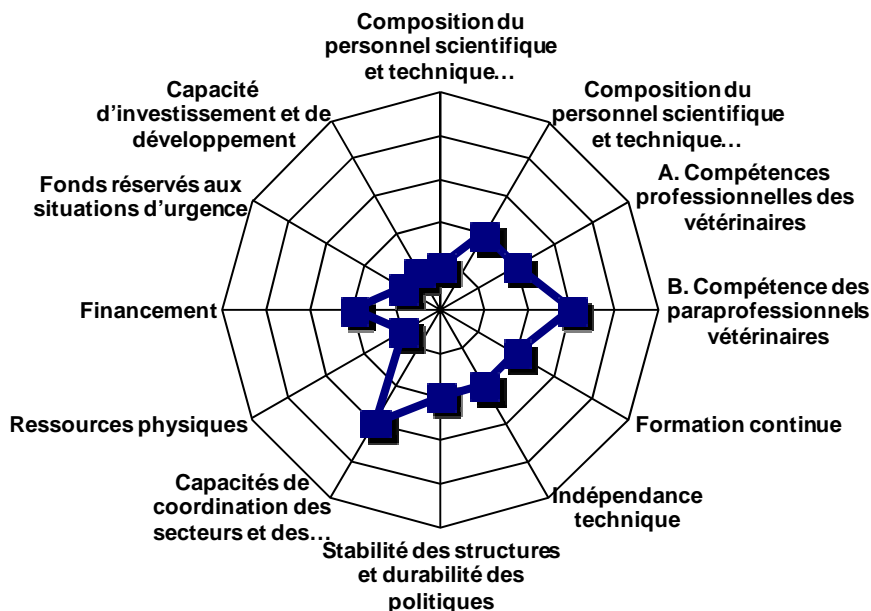 Composition du
personnel scientifique
et technique…
Composition du
personnel scientifique
et technique…
A. Compétences
professionnelles des
vétérinaires
B. Compétence des
paraprofessionnels
vétérinaires
Formation continue
Indépendance
technique
Stabilité des structures
et durabilité des
politiques
Capacités de
coordination des
secteurs et des…
Ressources physiques
Financement
Fonds réservés aux
situations d’urgence
Capacité
d’investissement et de
développement